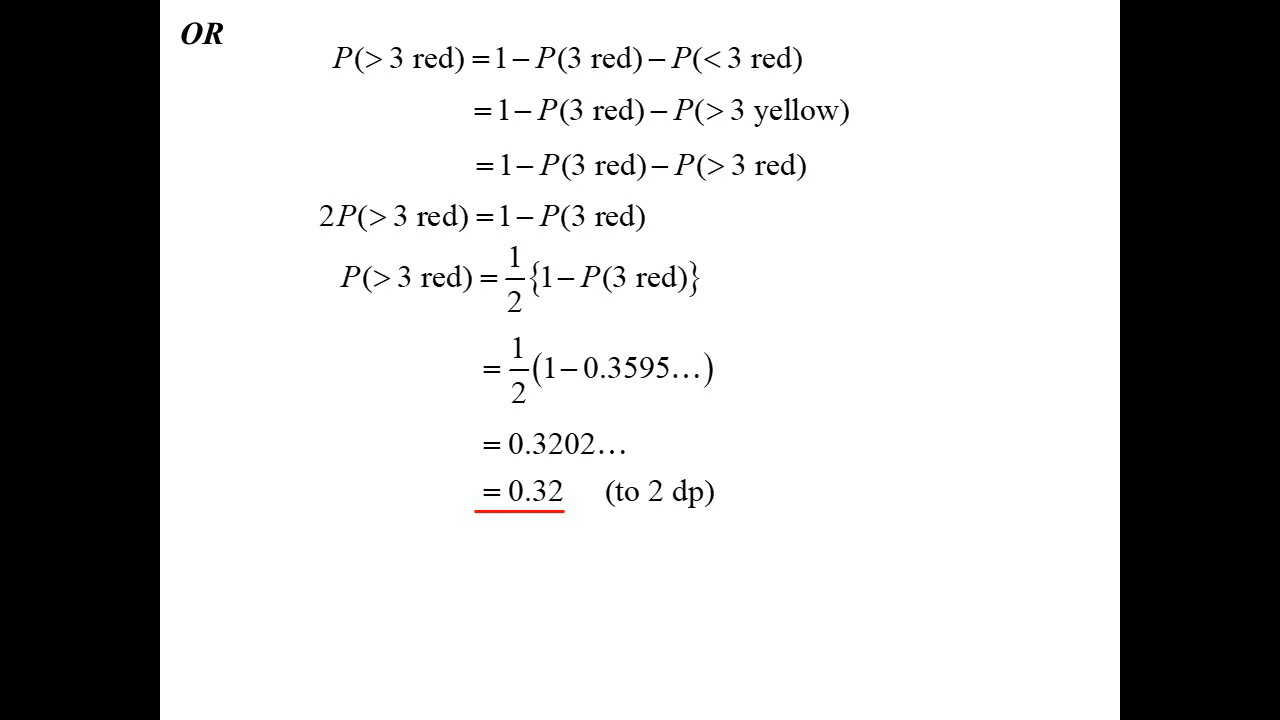 OR
P(> 3 red) = 1 − P(3 red) − P(< 3 red)
= 1 − P(3 red) − P(> 3 yellow)
= 1 − P(3 red) − P(> 3 red)
2P(> 3 red) = 1 − P(3 red)
P(> 3 red) = 1/2 {1 − P(3 red)}
= 1/2 (1 − 0.3595…)
= 0.3202…
= 0.32 (to 2 dp)